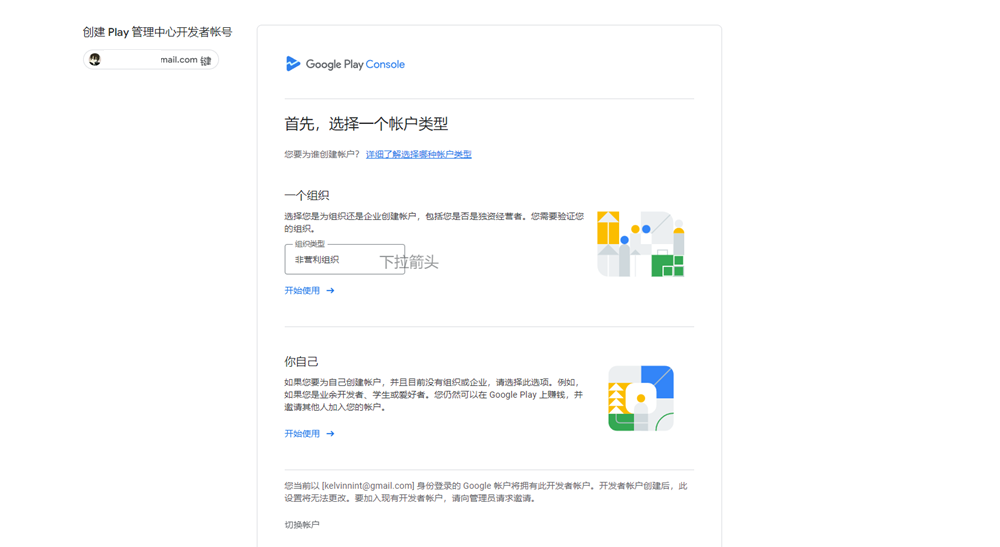 创建 Play 管理中心开发者帐号
mail.com 键
Google Play Console
首先，选择一个帐户类型
您要为谁创建帐户？ 详细了解选择哪种帐户类型
一个组织
选择您是为组织还是企业创建帐户，包括您是否是独资经营者。您需要验证您
的组织。
组织类型
非营利组织 下拉箭头
开始使用 →
你自己
如果您要为自己创建帐户，并且目前没有组织或企业，请选择此选项。例如，
如果您是业余开发者、学生或爱好者。您仍然可以在 Google Play 上赚钱，并
邀请其他人加入您的帐户。
开始使用 →
您当前以 [kelvinnint@gmail.com] 身份登录的 Google 帐户将拥有此开发者帐户。开发者帐户创建后，此
设置将无法更改。要加入现有开发者帐户，请向管理员请求邀请。
切换帐户